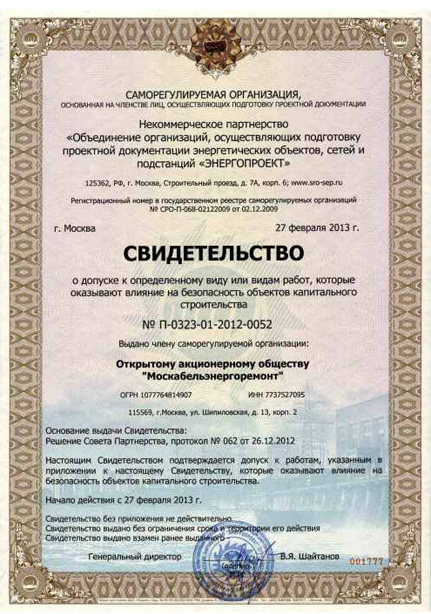 САМОРЕГУЛИРУЕМАЯ ОРГАНИЗАЦИЯ,
ОСНОВАННАЯ НА ЧЛЕНСТВЕ ЛИЦ, ОСУЩЕСТВЛЯЮЩИХ ПОДГОТОВКУ ПРОЕКТНОЙ ДОКУМЕНТАЦИИ
Некоммерческое партнерство
«Объединение организаций, осуществляющих подготовку
проектной документации энергетических объектов, сетей и
подстанций «ЭНЕРГОПРОЕКТ»
125362, РФ, г. Москва, Строительный проезд, д. 7А, корп. 6; www.sro-sep.ru
Регистрационный номер в государственном реестре саморегулируемых организаций
№ СРО-П-068-02122009 от 02.12.2009
г. Москва 27 февраля 2013 г.
СВИДЕТЕЛЬСТВО
о допуске к определенному виду или видам работ, которые
оказывают влияние на безопасность объектов капитального
строительства
№ П-0323-01-2012-0052
Выдано члену саморегулируемой организации:
Открытому акционерному обществу
"Москабельэнергоремонт"
ОГРН 1077764814907 ИНН 7737527095
115569, г.Москва, ул. Шипиловская, д. 13, корп. 2
Основание выдачи Свидетельства:
Решение Совета Партнерства, протокол № 062 от 26.12.2012
Настоящим Свидетельством подтверждается допуск к работам, указанным в
приложении к настоящему Свидетельству, которые оказывают влияние на
безопасность объектов капитального строительства.
Начало действия с 27 февраля 2013 г.
Свидетельство без приложения не действительно
Свидетельство выдано без ограничения срока и территории его действия
Свидетельство выдано взамен ранее выданного
Генеральный директор В.Я. Шайтанов
001777